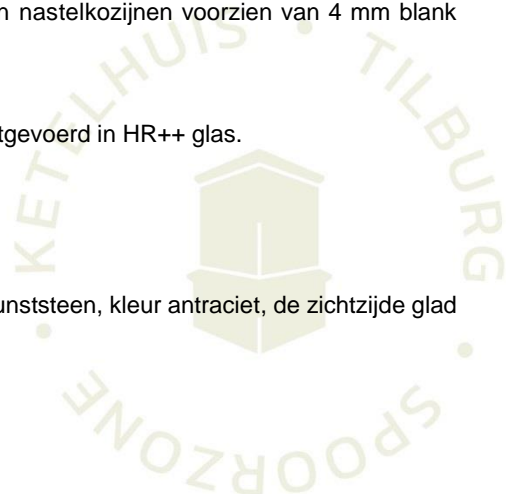 n nastelkozijnen voorzien van 4 mm blank
tgevoerd in HR++ glas.
unststeen, kleur antraciet, de zichtzijde glad
KETELHUIS • TILBURG • SPOORZONE •